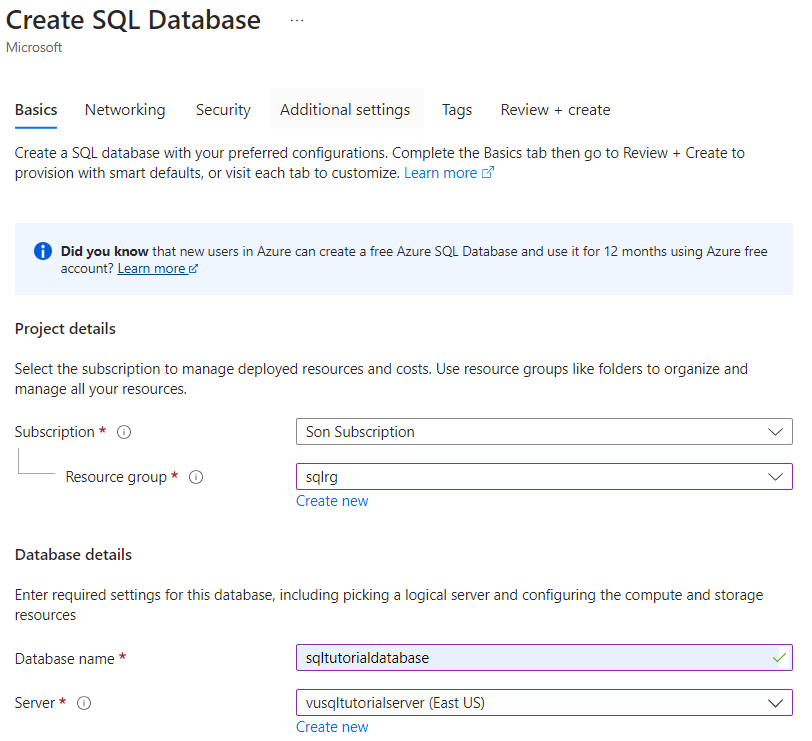 Create SQL Database ...
Microsoft
Basics Networking Security Additional settings Tags Review + create
Create a SQL database with your preferred configurations. Complete the Basics tab then go to Review + Create to
provision with smart defaults, or visit each tab to customize. Learn more
Did you know that new users in Azure can create a free Azure SQL Database and use it for 12 months using Azure free
account? Learn more
Project details
Select the subscription to manage deployed resources and costs. Use resource groups like folders to organize and
manage all your resources.
Subscription * Son Subscription
Resource group * sqlrg
Create new
Database details
Enter required settings for this database, including picking a logical server and configuring the compute and storage
resources
Database name * sqltutorialdatabase
Server * vusqltutorialserver (East US)
Create new